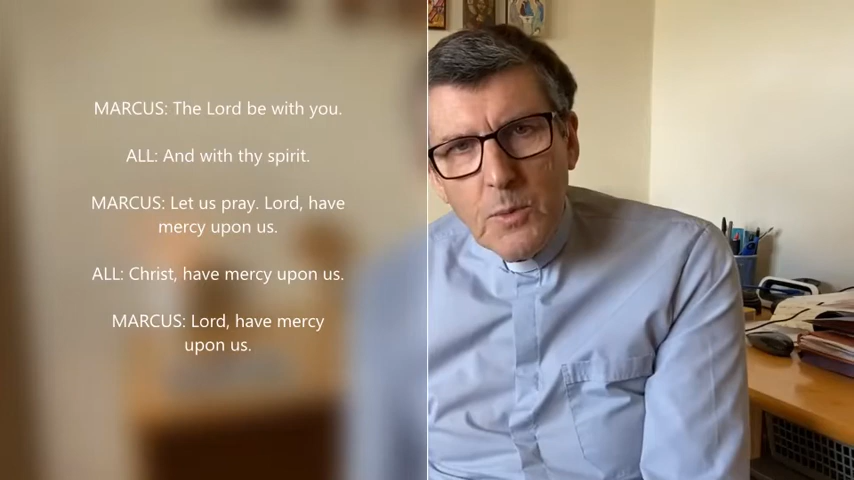 MARCUS: The Lord be with you.
ALL: And with thy spirit.
MARCUS: Let us pray. Lord, have
mercy upon us.
ALL: Christ, have mercy upon us.
MARCUS: Lord, have mercy
upon us.